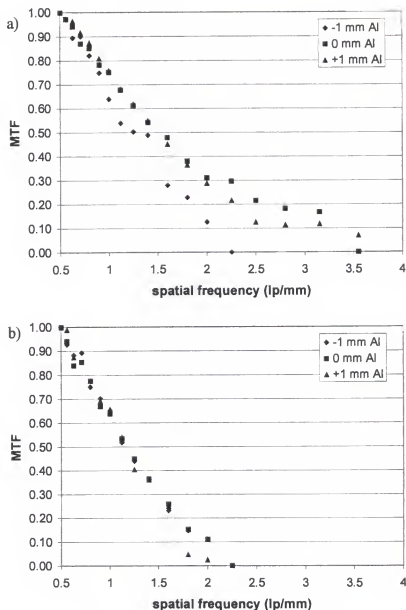 a)
1.00
0.90
0.80
0.70
0.60
0.50
0.40
0.30
0.20
0.10
0.00
MTF
-1 mm Al
0 mm Al
+1 mm Al
0.5 1 1.5 2 2.5 3 3.5 4
spatial frequency (lp/mm)
b)
1.00
0.90
0.80
0.70
0.60
0.50
0.40
0.30
0.20
0.10
0.00
MTF
-1 mm Al
0 mm Al
+1 mm Al
0.5 1 1.5 2 2.5 3 3.5 4
spatial frequency (lp/mm)